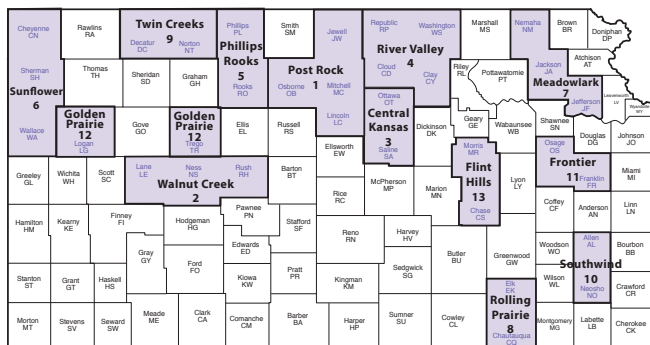 Cheyenne
CN
Rawlins
RA
Twin Creeks
9
Decatur
DC
Norton
NT
Phillips
PL
Phillips
Rooks
5
Rooks
RO
Smith
SM
Jewell
JW
Republic
RP
Washington
WS
River Valley
4
Cloud
CD
Clay
CY
Marshall
MS
Nemaha
NM
Brown
BR
Doniphan
DP
Atchison
AT
Sherman
SH
Sunflower
6
Thomas
TH
Sheridan
SD
Graham
GH
Post Rock
1
Osborne
OB
Mitchell
MC
Riley
RL
Pottawatomie
PT
Jackson
JA
Meadowlark
7
Jefferson
JF
Leavenworth
LV
Wyandotte
WY
Wallace
WA
Golden
Prairie
12
Logan
LG
Gove
GO
Golden
Prairie
12
Trego
TR
Ellis
EL
Russell
RS
Lincoln
LC
Ottawa
OT
Central
Kansas
3
Saline
SA
Dickinson
DK
Geary
GE
Wabaunsee
WB
Shawnee
SN
Douglas
DG
Johnson
JO
Ellsworth
EW
Morris
MR
Flint
Hills
13
Chase
CS
Osage
OS
Frontier
11
Franklin
FR
Miami
MI
Greeley
GL
Wichita
WH
Scott
SC
Lane
LE
Ness
NS
Rush
RH
Walnut Creek
2
Barton
BT
Rice
RC
McPherson
MP
Marion
MN
Lyon
LY
Coffey
CF
Anderson
AN
Linn
LN
Hamilton
HM
Kearny
KE
Finney
FI
Hodgeman
HG
Pawnee
PN
Stafford
SF
Reno
RN
Harvey
HV
Butler
BU
Greenwood
GW
Woodson
WO
Allen
AL
Bourbon
BB
Southwind
10
Neosho
NO
Gray
GY
Ford
FO
Edwards
ED
Stanton
ST
Grant
GT
Haskell
HS
Kiowa
KW
Pratt
PR
Kingman
KM
Sedgwick
SG
Elk
EK
Rolling
Prairie
8
Chautauqua
CQ
Wilson
WL
Crawford
CR
Morton
MT
Stevens
SV
Seward
SW
Meade
ME
Clark
CA
Comanche
CM
Barber
BA
Harper
HP
Sumner
SU
Cowley
CL
Montgomery
MG
Labette
LB
Cherokee
CK